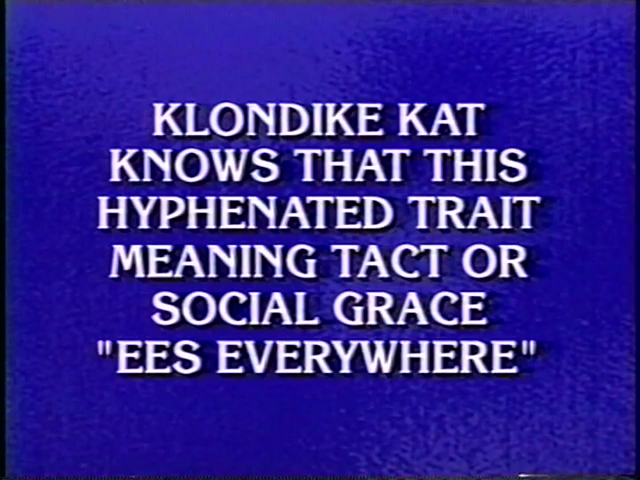 KLONDIKE KAT
KNOWS THAT THIS
HYPHENATED TRAIT
MEANING TACT OR
SOCIAL GRACE
"EES EVERYWHERE"